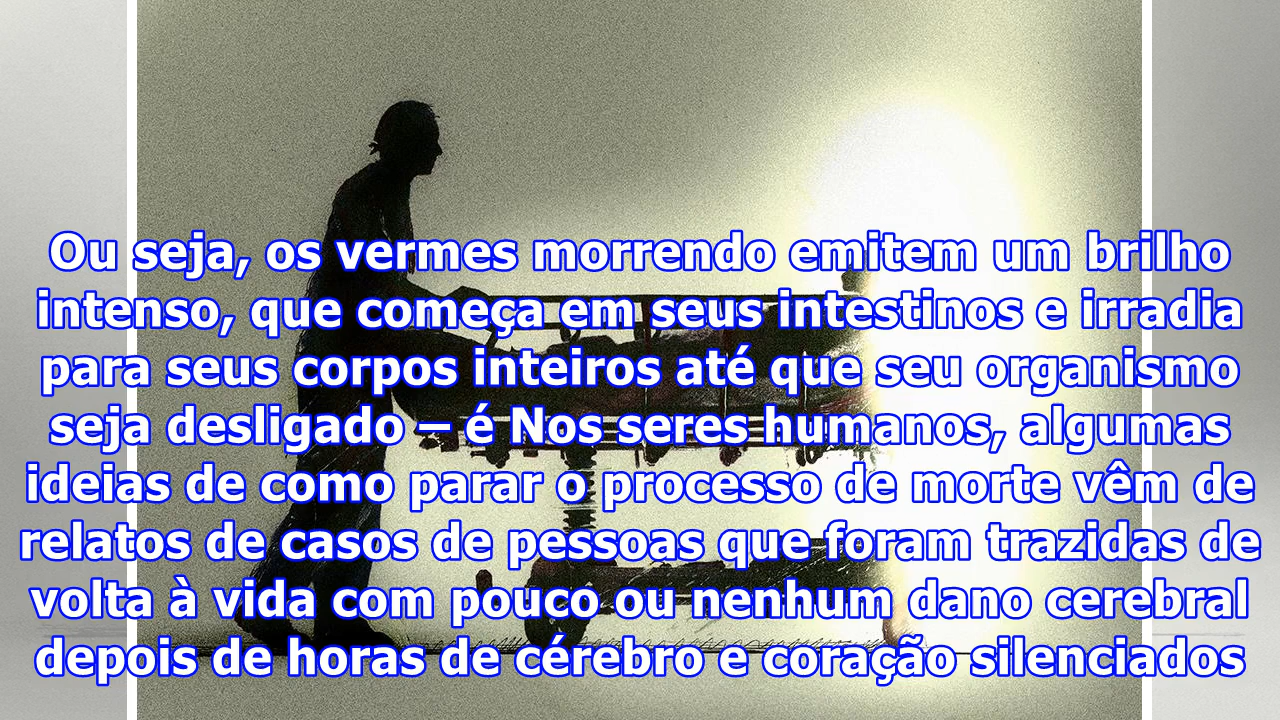 Ou seja, os vermes morrendo emitem um brilho
intenso, que começa em seus intestinos e irradia
para seus corpos inteiros até que seu organismo
seja desligado – é Nos seres humanos, algumas
ideias de como parar o processo de morte vêm de
relatos de casos de pessoas que foram trazidas de
volta à vida com pouco ou nenhum dano cerebral
depois de horas de cérebro e coração silenciados